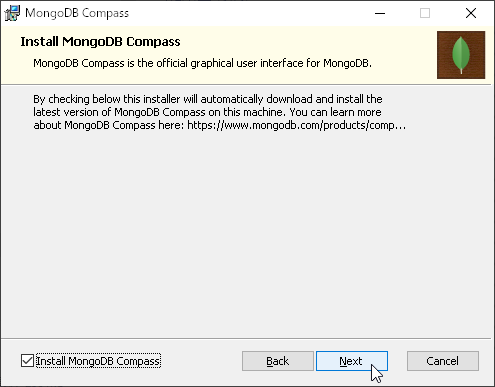 MongoDB Compass
Install MongoDB Compass
MongoDB Compass is the official graphical user interface for MongoDB.
By checking below this installer will automatically download and install the
latest version of MongoDB Compass on this machine. You can learn more
about MongoDB Compass here: https://www.mongodb.com/products/comp...
Install MongoDB Compass
Back
Next
Cancel